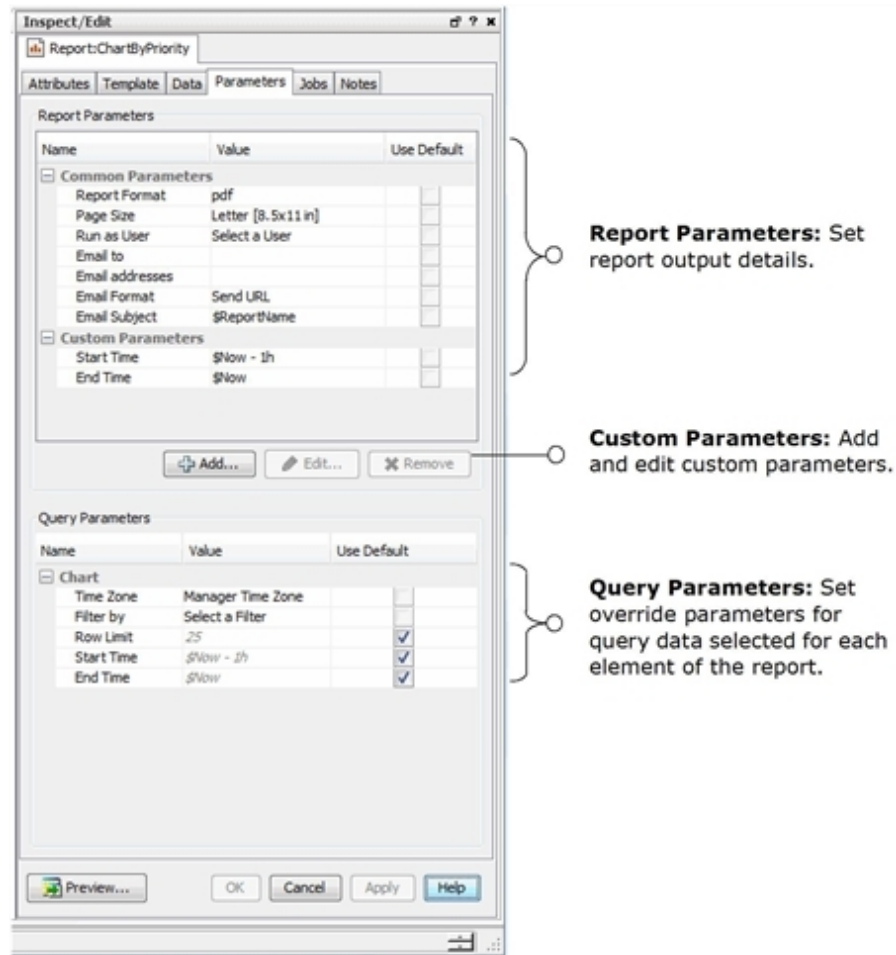 Inspect/Edit
Report:ChartByPriority
Attributes Template Data Parameters Jobs Notes
Report Parameters
Name Value Use Default
Common Parameters
Report Format pdf
Page Size Letter [8.5x11 in]
Run as User Select a User
Email to
Email addresses
Email Format Send URL
Email Subject $ReportName
Custom Parameters
Start Time $Now - 1h
End Time $Now
Add... Edit... Remove
Query Parameters
Name Value Use Default
Chart
Time Zone Manager Time Zone
Filter by Select a Filter
Row Limit 25
Start Time $Now - 1h
End Time $Now
Preview... OK Cancel Apply Help
Report Parameters: Set
report output details.
Custom Parameters: Add
and edit custom parameters.
Query Parameters: Set
override parameters for
query data selected for each
element of the report.